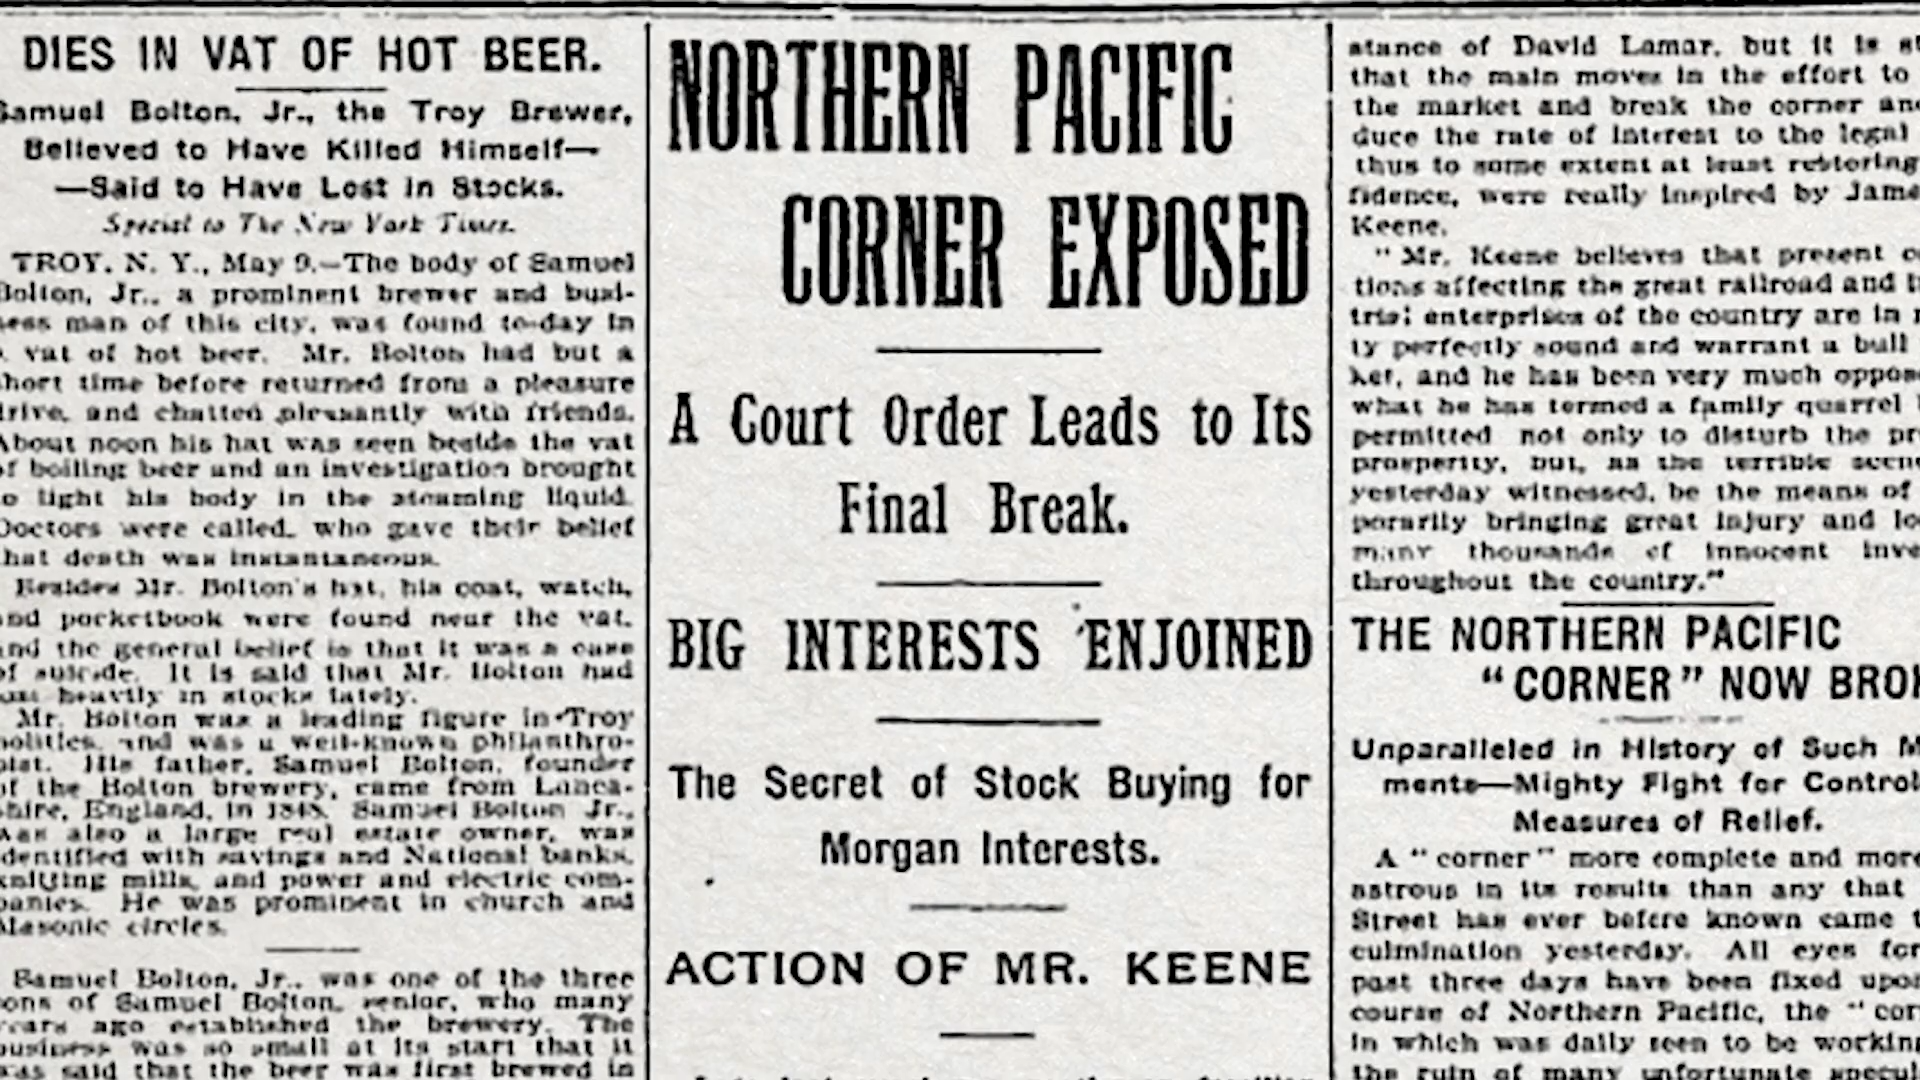 DIES IN VAT OF HOT BEER.
Samuel Bolton, Jr., the Troy Brewer,
Believed to Have Killed Himself—
—Said to Have Lost in Stocks.
Special to The New York Times.
TROY, N. Y., May 9.—The body of Samuel
Bolton, Jr., a prominent brewer and busi-
ness man of this city, was found to-day in
a vat of hot beer. Mr. Bolton had but a
short time before returned from a pleasure
drive, and chatted pleasantly with friends.
About noon his hat was seen beside the vat
of boiling beer and an investigation brought
to light his body in the steaming liquid.
Doctors were called, who gave their belief
that death was instantaneous.
Besides Mr. Bolton's hat, his coat, watch,
and pocketbook were found near the vat,
and the general belief is that it was a case
of suicide. It is said that Mr. Bolton had
lost heavily in stocks lately.
Mr. Bolton was a leading figure in Troy
politics, and was a well-known philanthro-
pist. His father, Samuel Bolton, founder
of the Bolton brewery, came from Lanca-
shire, England, in 1848. Samuel Bolton Jr.,
was also a large real estate owner, was
identified with savings and National banks,
knitting mills, and power and electric com-
panies. He was prominent in church and
Masonic circles.
Samuel Bolton, Jr., was one of the three
sons of Samuel Bolton, senior, who many
years ago established the brewery. The
business was so small at its start that it
was said that the beer was first brewed in
NORTHERN PACIFIC
CORNER EXPOSED
A Court Order Leads to Its
Final Break.
BIG INTERESTS ENJOINED
The Secret of Stock Buying for
Morgan Interests.
ACTION OF MR. KEENE
stance of David Lamar, but it is st
that the main moves in the effort to
the market and break the corner and
duce the rate of interest to the legal
thus to some extent at least restoring
fidence, were really inspired by Jame
Keene.
" Mr. Keene believes that present c
tions affecting the great railroad and i
trial enterprises of the country are in r
ty perfectly sound and warrant a bull
ket, and he has been very much oppose
what he has termed a family quarrel
permitted not only to disturb the pr
prosperity, but, as the terrible scene
yesterday witnessed, be the means of
porarily bringing great injury and lo
many thousands of innocent inve
throughout the country."
THE NORTHERN PACIFIC
"CORNER" NOW BROK
Unparalleled in History of Such M
ments—Mighty Fight for Control
Measures of Relief.
A " corner " more complete and more
astrous in its results than any that
Street has ever before known came t
culmination yesterday. All eyes for
past three days have been fixed upon
course of Northern Pacific, the " cor
in which was daily seen to be working
the ruin of many unfortunate specul